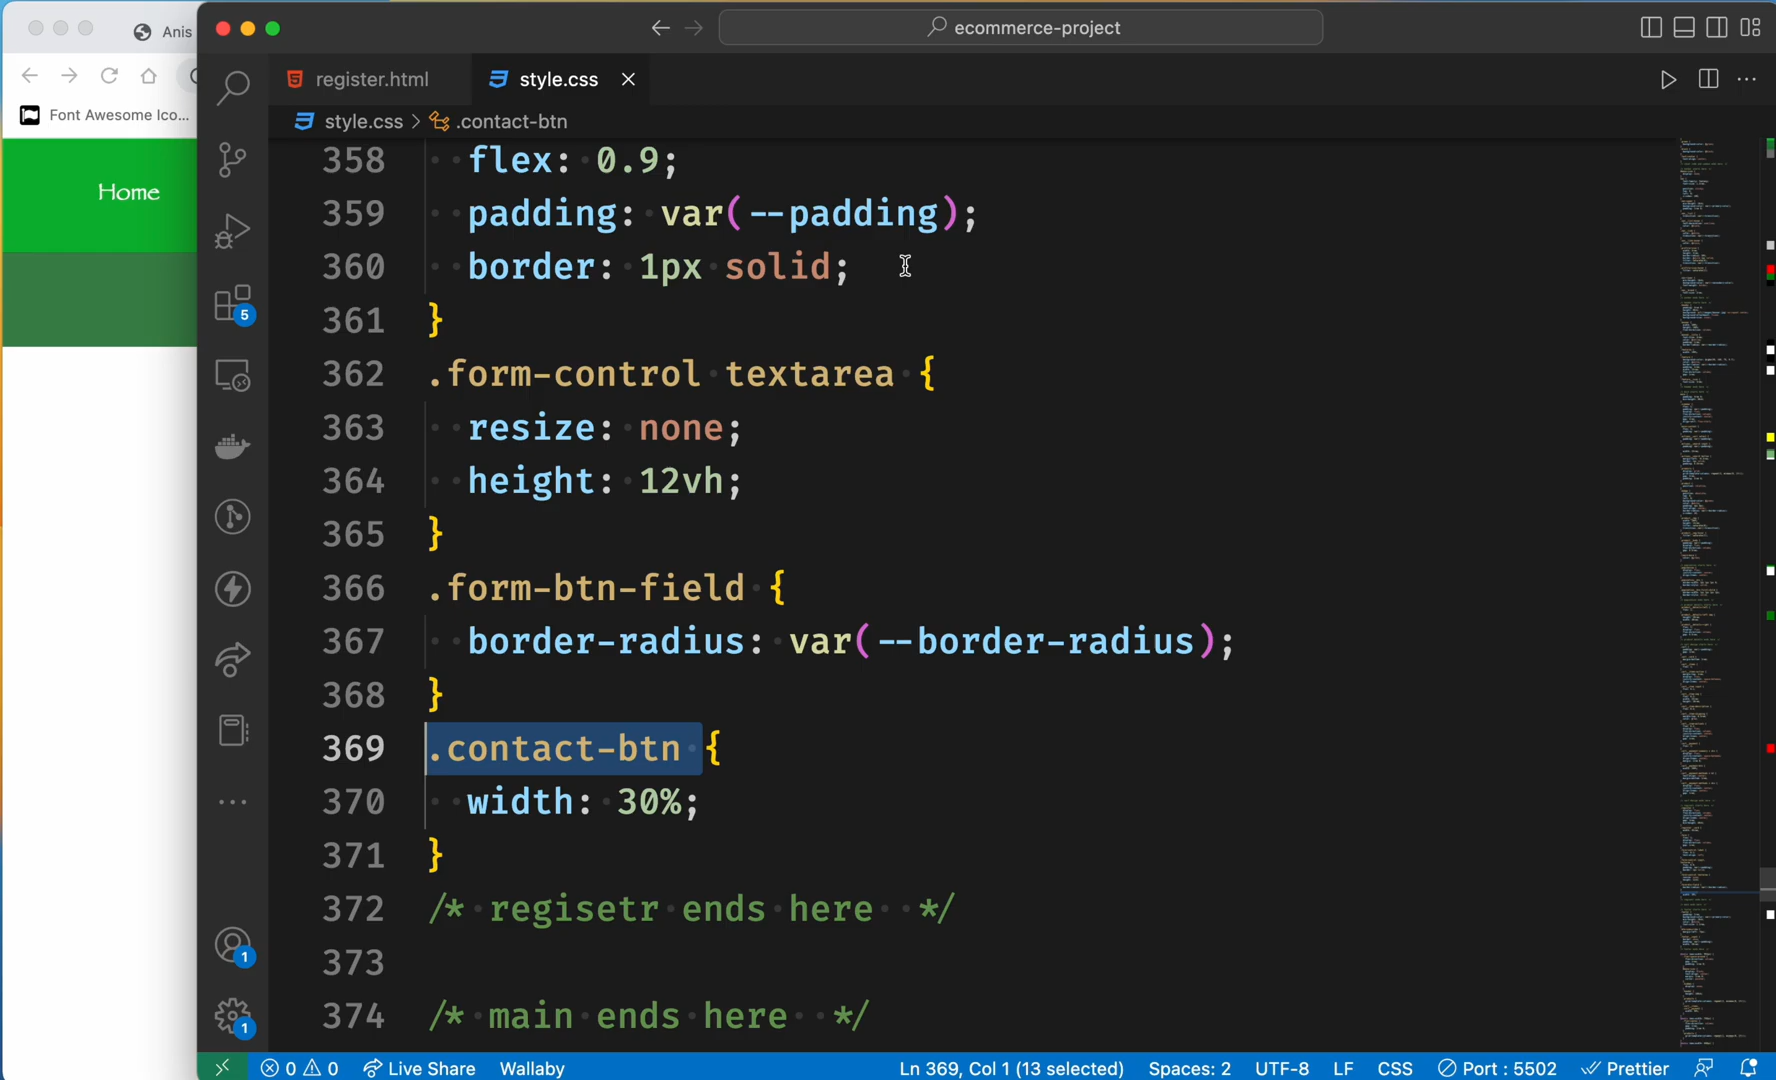 Anis
ecommerce-project
register.html
style.css
Font Awesome Ico...
style.css > .contact-btn
Home
358 flex: 0.9;
359 padding: var(--padding);
360 border: 1px solid;
361 }
362 .form-control textarea {
363 resize: none;
364 height: 12vh;
365 }
366 .form-btn-field {
367 border-radius: var(--border-radius);
368 }
369 .contact-btn {
370 width: 30%;
371 }
372 /* regisetr ends here */
373
374 /* main ends here */
5
1
1
0 0 Live Share Wallaby Ln 369, Col 1 (13 selected) Spaces: 2 UTF-8 LF CSS Port : 5502 Prettier